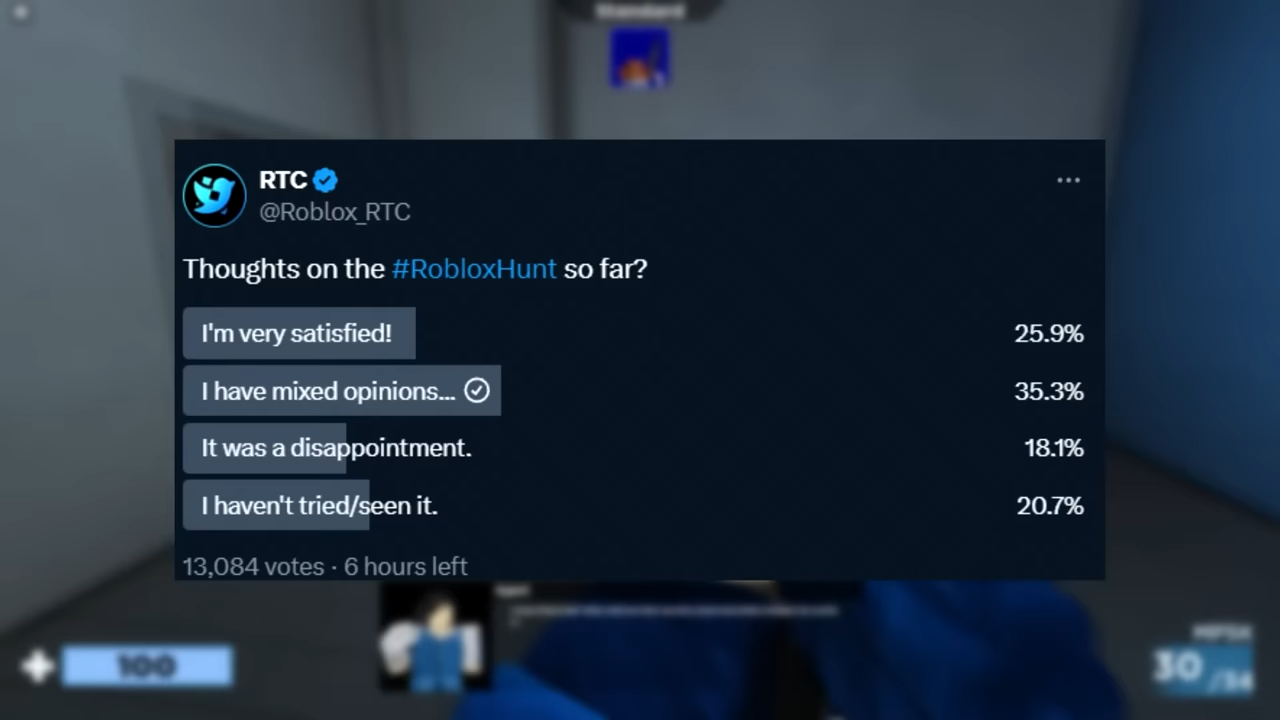 Standard
RTC
@Roblox_RTC
Thoughts on the #RobloxHunt so far?
I'm very satisfied! 25.9%
I have mixed opinions... 35.3%
It was a disappointment. 18.1%
I haven't tried/seen it. 20.7%
13,084 votes · 6 hours left
100
30